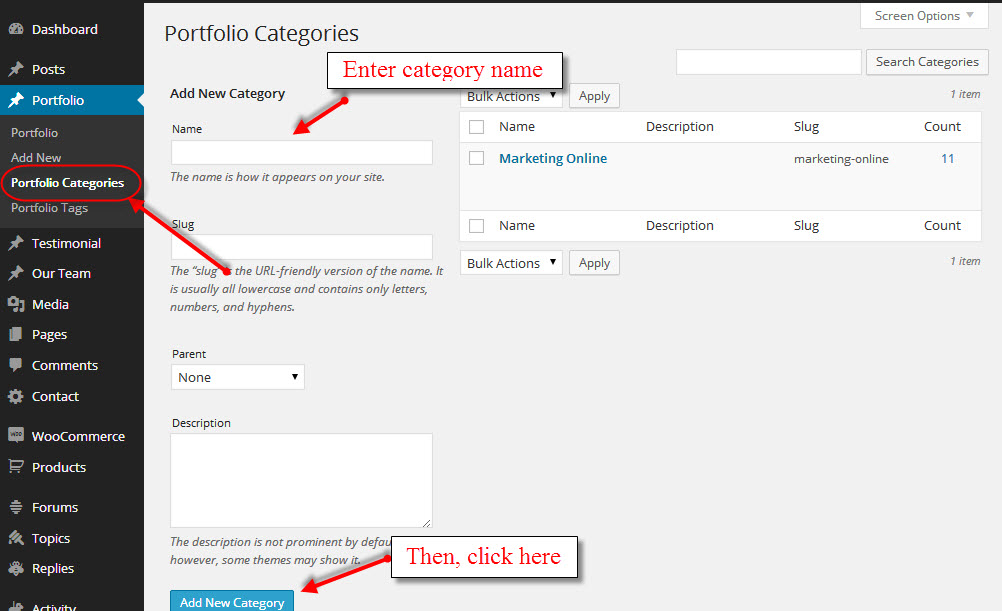 Screen Options
Dashboard
Posts
Portfolio
Portfolio
Add New
Portfolio Categories
Portfolio Tags
Testimonial
Our Team
Media
Pages
Comments
Contact
WooCommerce
Products
Forums
Topics
Replies
Activity
Portfolio Categories
Enter category name
Search Categories
Add New Category
Name
The name is how it appears on your site.
Slug
The “slug” is the URL-friendly version of the name. It
is usually all lowercase and contains only letters,
numbers, and hyphens.
Parent
None
Description
The description is not prominent by defau
however, some themes may show it.
Then, click here
Add New Category
Bulk Actions Apply 1 item
Name Description Slug Count
Marketing Online marketing-online 11
Name Description Slug Count
Bulk Actions Apply 1 item